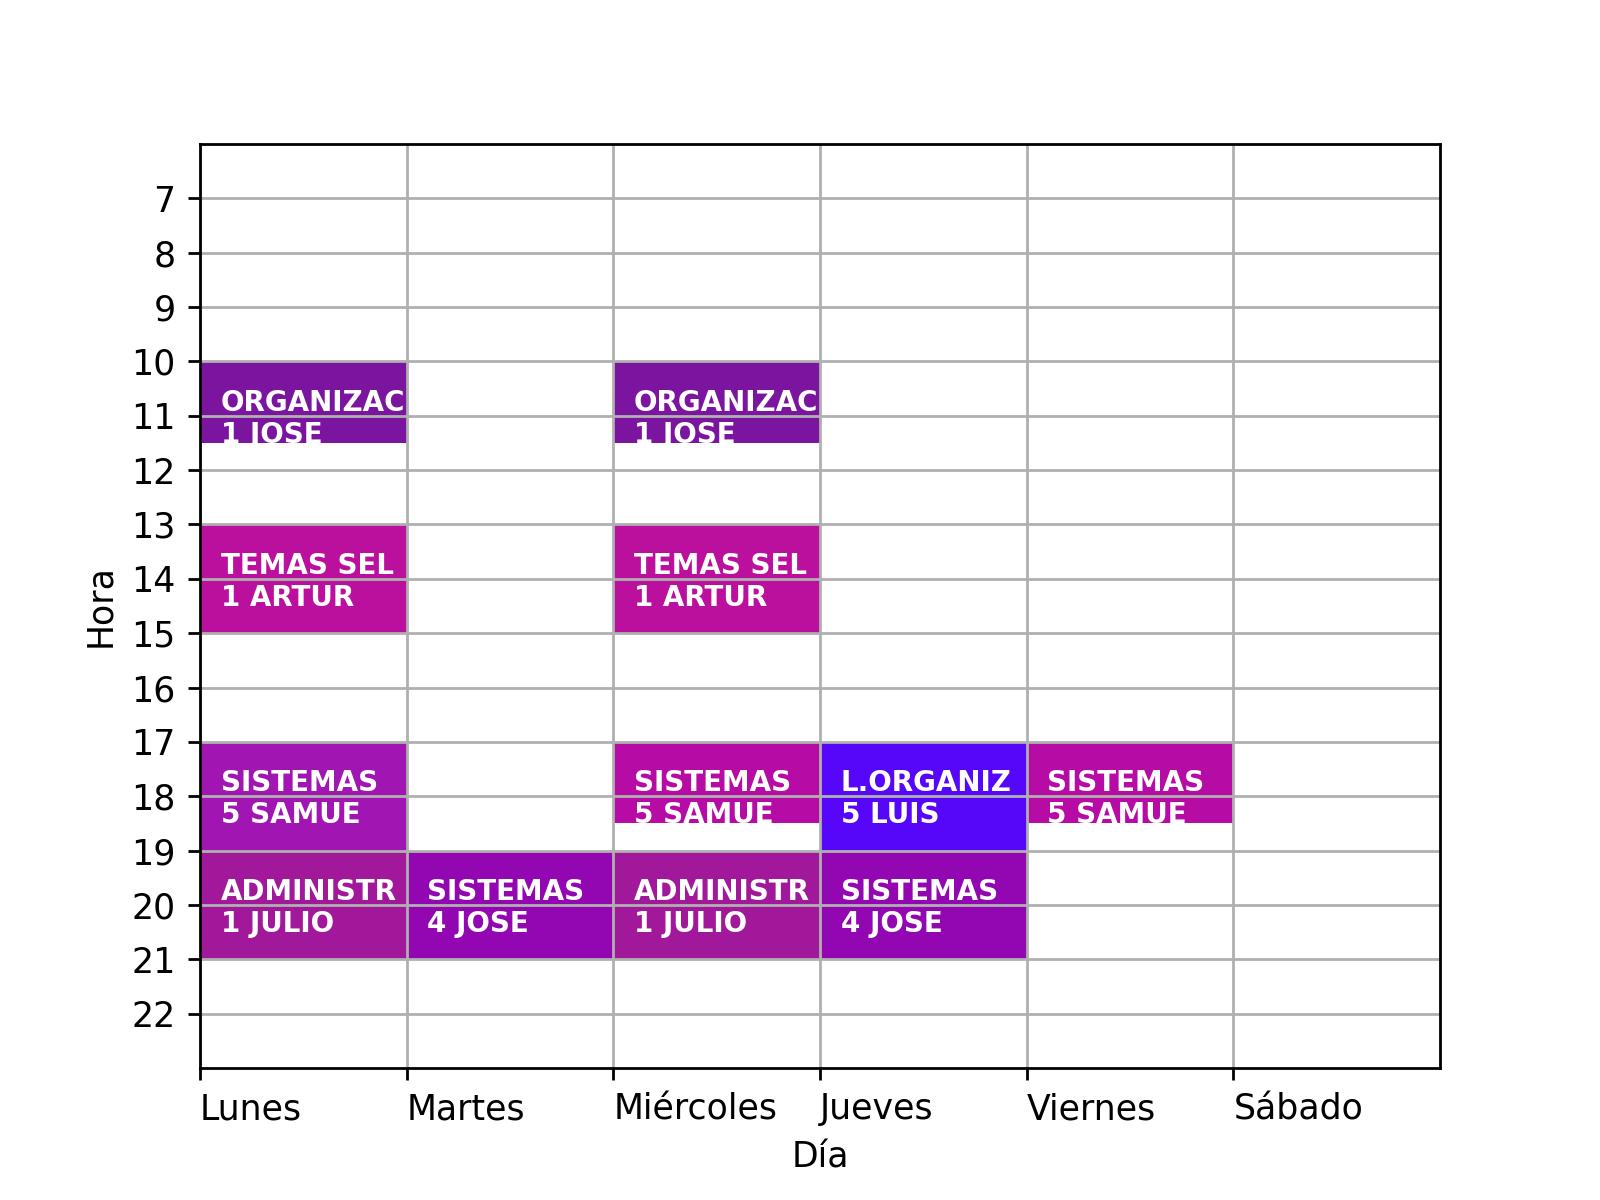 7
8
9
10
ORGANIZAC ORGANIZAC
11
1 JOSE 1 JOSE
12
13
TEMAS SEL TEMAS SEL
14
1 ARTUR 1 ARTUR
15
16
17
SISTEMAS SISTEMAS L.ORGANIZ SISTEMAS
18
5 SAMUE 5 SAMUE 5 LUIS 5 SAMUE
19
ADMINISTR SISTEMAS ADMINISTR SISTEMAS
20
1 JULIO 4 JOSE 1 JULIO 4 JOSE
21
22
Hora
Lunes Martes Miércoles Jueves Viernes Sábado
Día